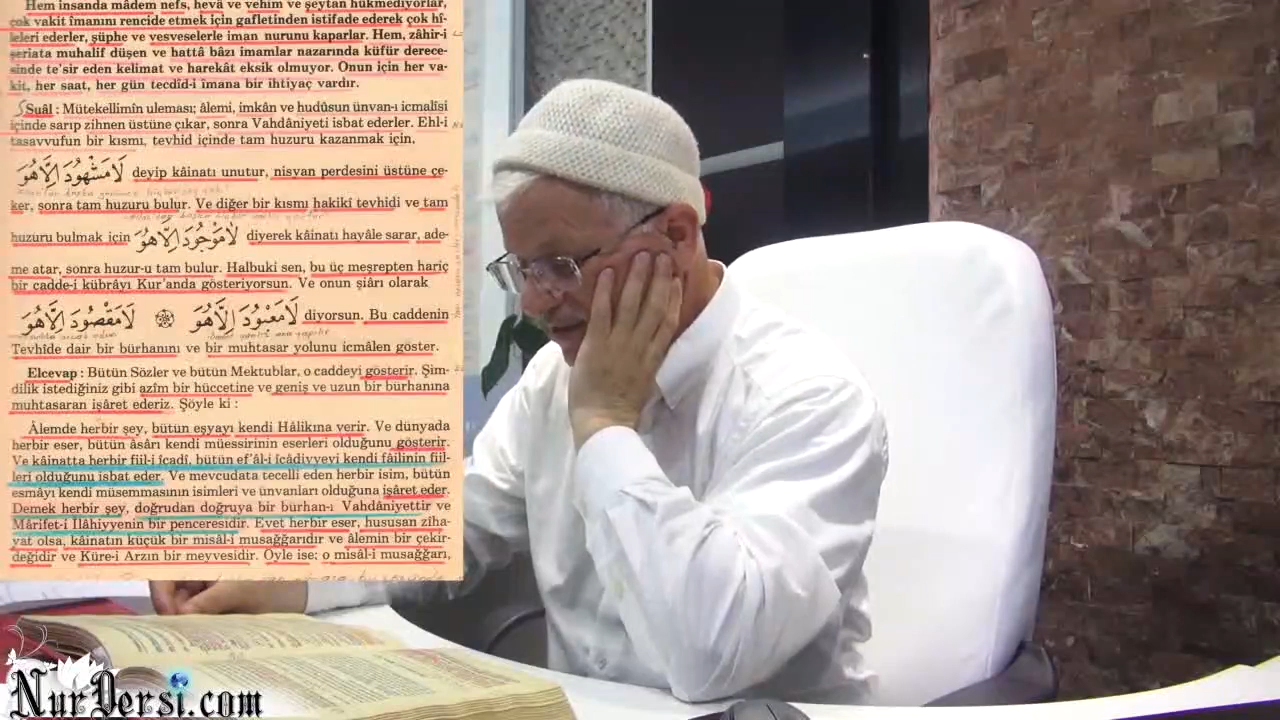 Hem insanda mâdem nefs, hevâ ve vehim ve şeytan hükmediyorlar,
çok vakit îmanını rencide etmek için gafletinden istifade ederek çok hî-
leleri ederler, şüphe ve vesveselerle iman nurunu kaparlar. Hem, zâhir-i
şeriata muhalif düşen ve hattâ bâzı imamlar nazarında küfür derece-
sinde te'sir eden kelimat ve harekât eksik olmuyor. Onun için her va-
kit, her saat, her gün tecdîd-i îmana bir ihtiyaç vardır.
Suâl : Mütekellimîn uleması; âlemi, imkân ve hudûsun ünvan-ı icmalîsi
içinde sarıp zihnen üstüne çıkar, sonra Vahdâniyeti isbat ederler. Ehl-i
tasavvufun bir kısmı, tevhid içinde tam huzuru kazanmak için,
لَا مَشْهُودَ اِلَّا هُوَ deyip kâinatı unutur, nisyan perdesini üstüne çe-
ker, sonra tam huzuru bulur. Ve diğer bir kısmı hakikî tevhidi ve tam
huzuru bulmak için لَا مَوْجُودَ اِلَّا هُوَ diyerek kâinatı hayâle sarar, ade-
me atar, sonra huzur-u tam bulur. Halbuki sen, bu üç meşrepten hariç
bir cadde-i kübrâyı Kur'anda gösteriyorsun. Ve onun şiârı olarak
لَا مَعْبُودَ اِلَّا هُوَ ۞ لَا مَقْصُودَ اِلَّا هُوَ diyorsun. Bu caddenin
Tevhîde dair bir bürhanını ve bir muhtasar yolunu icmâlen göster.
Elcevap : Bütün Sözler ve bütün Mektublar, o caddeyi gösterir. Şim-
dilik istediğiniz gibi azîm bir hüccetine ve geniş ve uzun bir bürhanına
muhtasaran işâret ederiz. Şöyle ki :
Âlemde herbir şey, bütün eşyayı kendi Hâlıkına verir. Ve dünyada
herbir eser, bütün âsârı kendi müessirinin eserleri olduğunu gösterir.
Ve kâinatta herbir fiil-i îcadî, bütün ef'âl-i îcâdiyyeyi kendi fâilinin fiil-
leri olduğunu isbat eder. Ve mevcudata tecelli eden herbir isim, bütün
esmâyı kendi müsemmasının isimleri ve ünvanları olduğuna işâret eder.
Demek herbir şey, doğrudan doğruya bir bürhan-ı Vahdâniyettir ve
Mârifet-i İlâhiyyenin bir penceresidir. Evet herbir eser, hususan ziha-
yat olsa, kâinatın küçük bir misâl-i musağğarıdır ve âlemin bir çekir-
değidir ve Küre-i Arzın bir meyvesidir. Öyle ise; o misâl-i musağğarı,
NurDersi.com